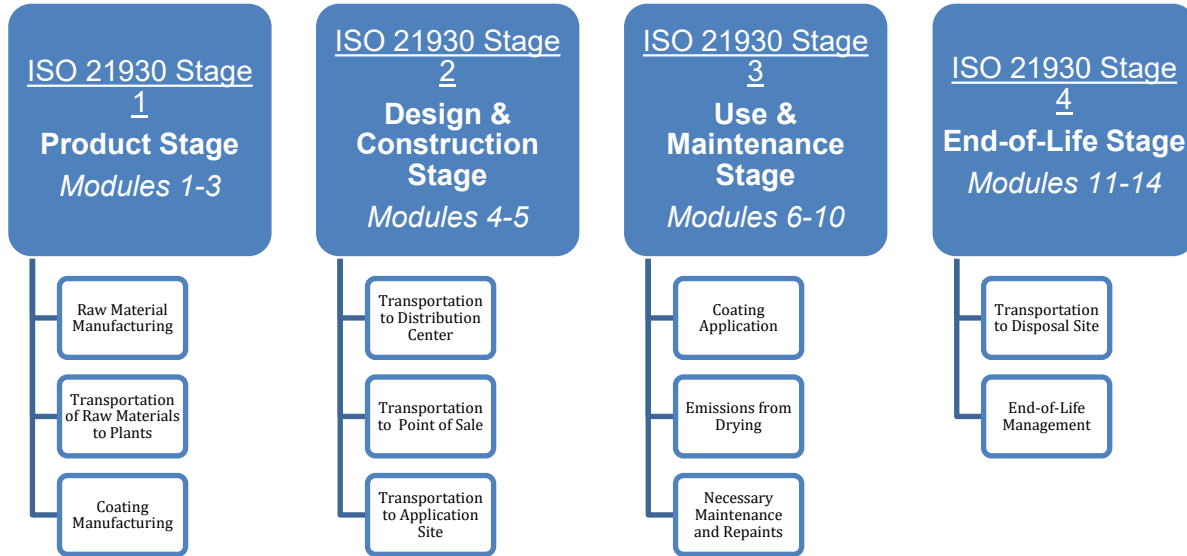 ISO 21930 Stage
1
Product Stage
Modules 1-3
Raw Material
Manufacturing
Transportation
of Raw Materials
to Plants
Coating
Manufacturing
ISO 21930 Stage
2
Design &
Construction
Stage
Modules 4-5
Transportation
to Distribution
Center
Transportation
to Point of Sale
Transportation
to Application
Site
ISO 21930 Stage
3
Use &
Maintenance
Stage
Modules 6-10
Coating
Application
Emissions from
Drying
Necessary
Maintenance
and Repaints
ISO 21930 Stage
4
End-of-Life Stage
Modules 11-14
Transportation
to Disposal Site
End-of-Life
Management